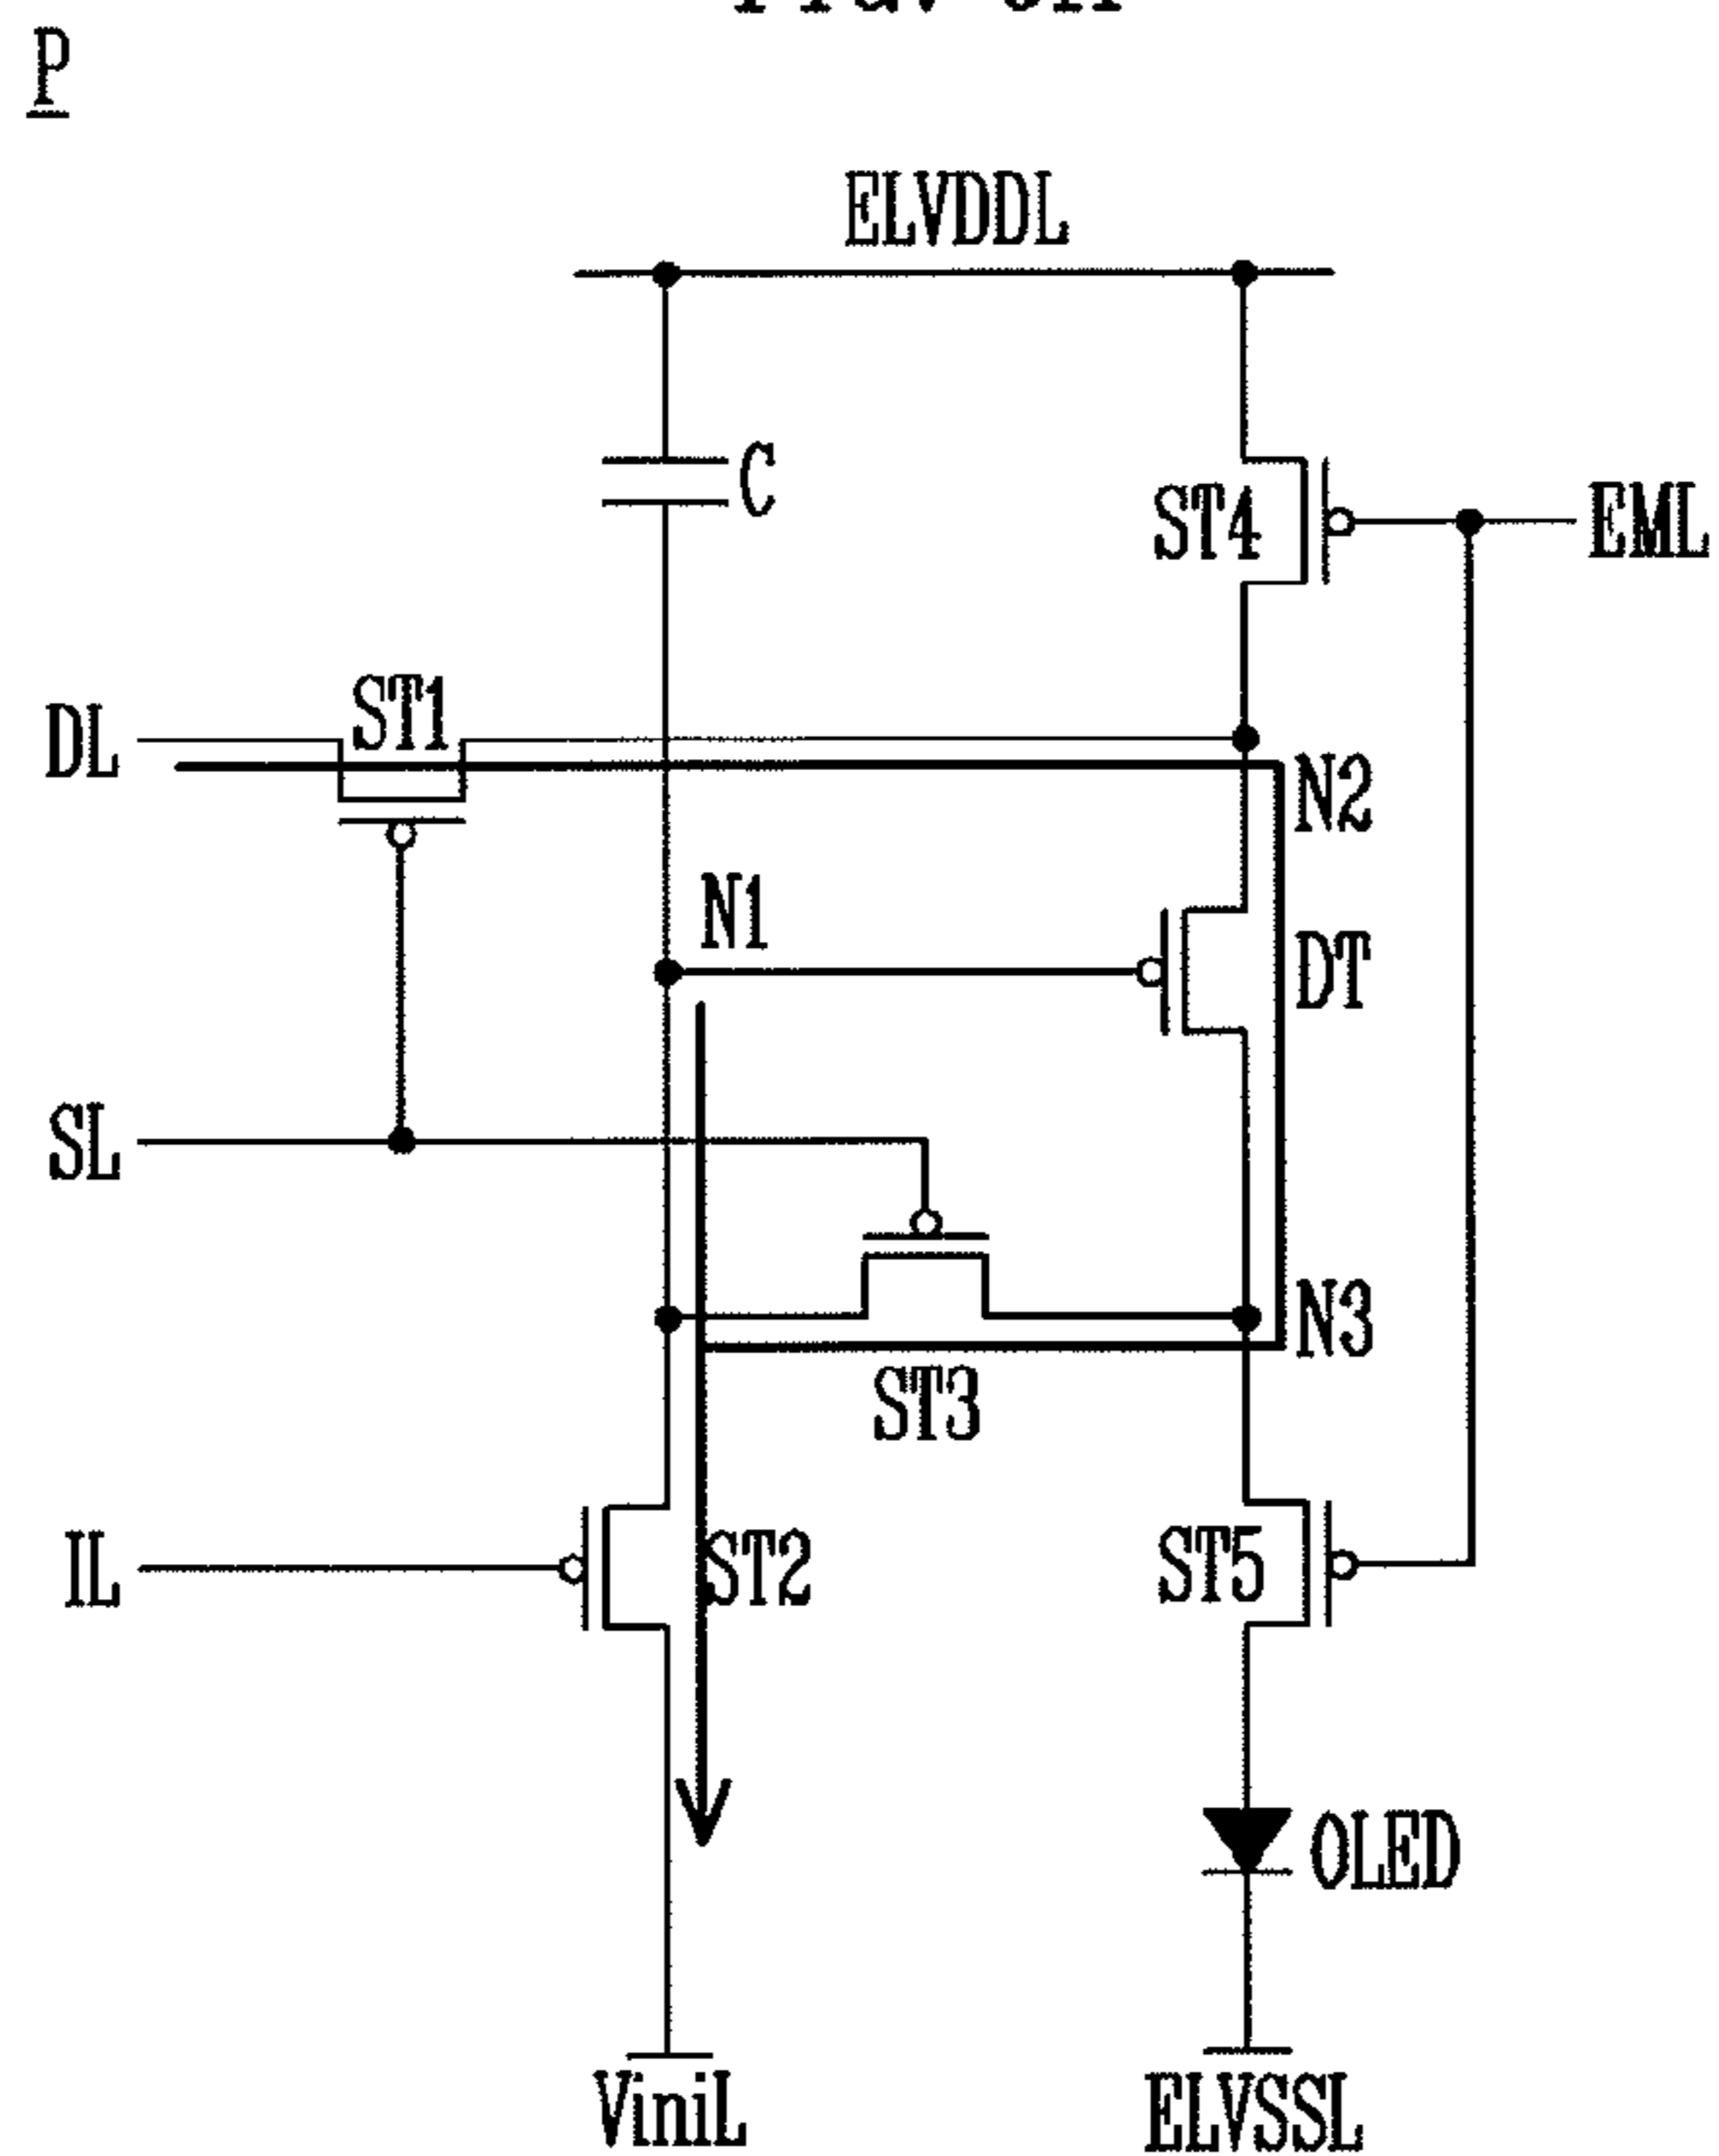 P
ELVDDL
C
ST4
EML
ST1
DL
N2
N1
DT
SL
N3
ST3
IL
ST2
ST5
OLED
ViniL
ELVSSL